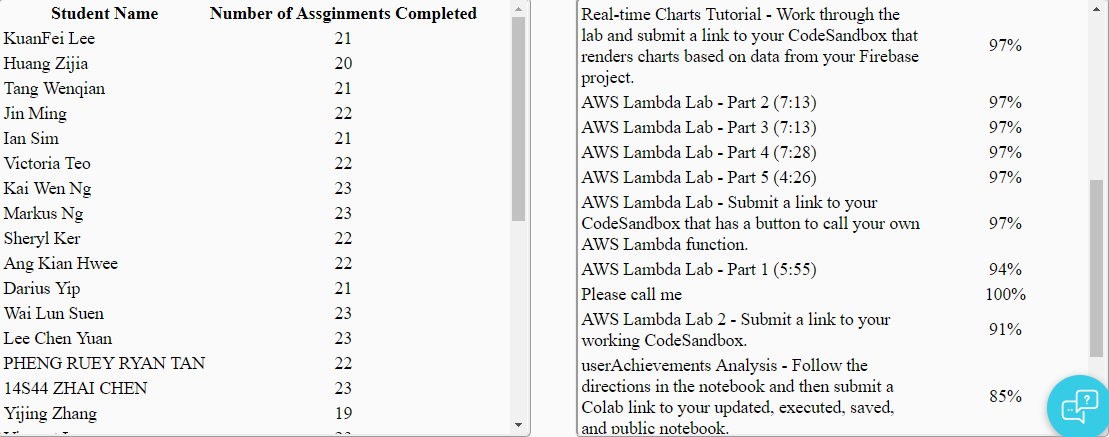 Student Name Number of Assginments Completed
KuanFei Lee 21
Huang Zijia 20
Tang Wenqian 21
Jin Ming 22
Ian Sim 21
Victoria Teo 22
Kai Wen Ng 23
Markus Ng 23
Sheryl Ker 22
Ang Kian Hwee 22
Darius Yip 21
Wai Lun Suen 23
Lee Chen Yuan 23
PHENG RUEY RYAN TAN 22
14S44 ZHAI CHEN 23
Yijing Zhang 19
Real-time Charts Tutorial - Work through the
lab and submit a link to your CodeSandbox that
renders charts based on data from your Firebase
project.
97%
AWS Lambda Lab - Part 2 (7:13) 97%
AWS Lambda Lab - Part 3 (7:13) 97%
AWS Lambda Lab - Part 4 (7:28) 97%
AWS Lambda Lab - Part 5 (4:26) 97%
AWS Lambda Lab - Submit a link to your
CodeSandbox that has a button to call your own
AWS Lambda function.
97%
AWS Lambda Lab - Part 1 (5:55) 94%
Please call me 100%
AWS Lambda Lab 2 - Submit a link to your
working CodeSandbox.
91%
userAchievements Analysis - Follow the
directions in the notebook and then submit a
Colab link to your updated, executed, saved,
and public notebook.
85%